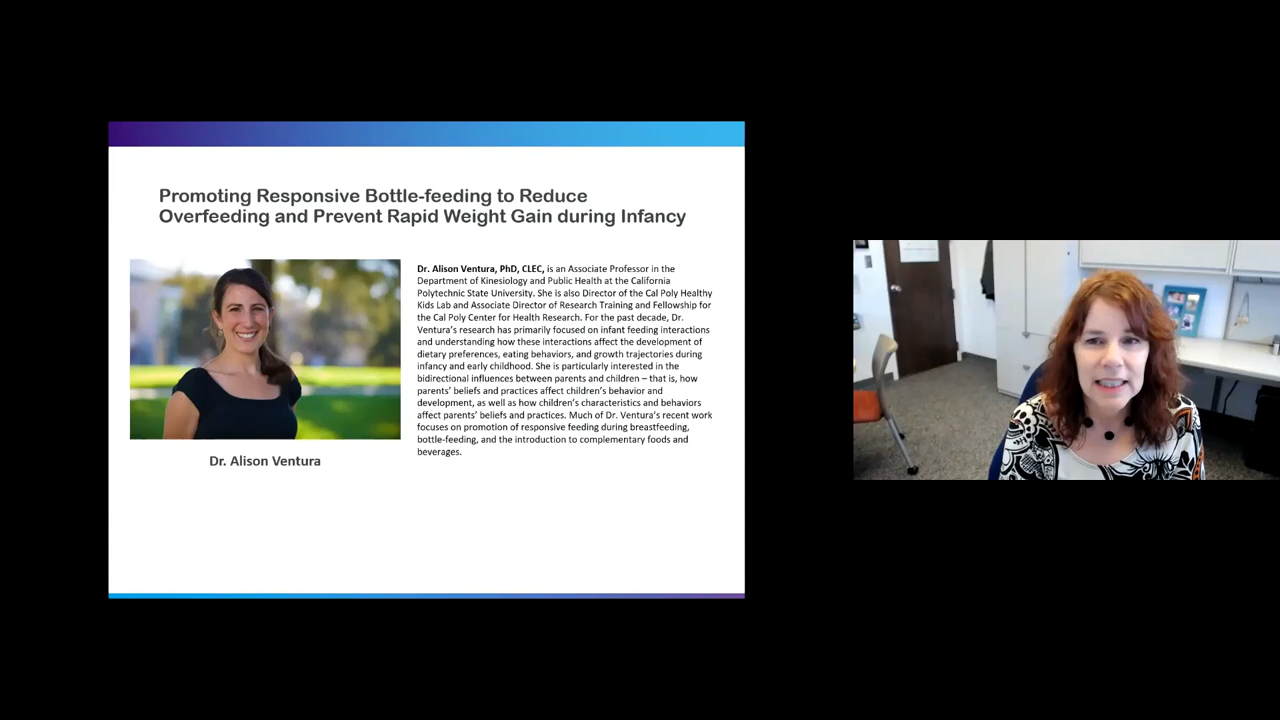 Promoting Responsive Bottle-feeding to Reduce
Overfeeding and Prevent Rapid Weight Gain during Infancy
Dr. Alison Ventura, PhD, CLEC, is an Associate Professor in the
Department of Kinesiology and Public Health at the California
Polytechnic State University. She is also Director of the Cal Poly Healthy
Kids Lab and Associate Director of Research Training and Fellowship for
the Cal Poly Center for Health Research. For the past decade, Dr.
Ventura's research has primarily focused on infant feeding interactions
and understanding how these interactions affect the development of
dietary preferences, eating behaviors, and growth trajectories during
infancy and early childhood. She is particularly interested in the
bidirectional influences between parents and children – that is, how
parents' beliefs and practices affect children's behavior and
development, as well as how children's characteristics and behaviors
affect parents' beliefs and practices. Much of Dr. Ventura's recent work
focuses on promotion of responsive feeding during breastfeeding,
bottle-feeding, and the introduction to complementary foods and
beverages.
Dr. Alison Ventura